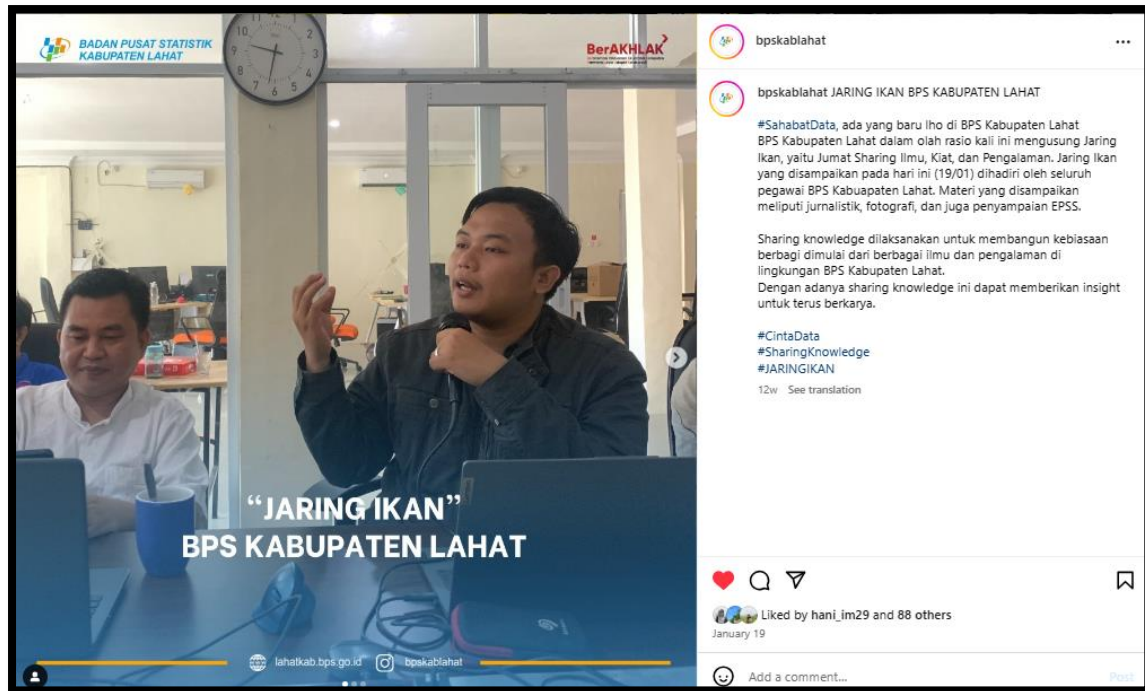 BADAN PUSAT STATISTIK
KABUPATEN LAHAT
BerAKHLAK
“JARING IKAN”
BPS KABUPATEN LAHAT
lahatkab.bps.go.id bpskablahat
bpskablahat
bpskablahat JARING IKAN BPS KABUPATEN LAHAT
#SahabatData, ada yang baru lho di BPS Kabupaten Lahat
BPS Kabupaten Lahat dalam olah rasio kali ini mengusung Jaring
Ikan, yaitu Jumat Sharing Ilmu, Kiat, dan Pengalaman. Jaring Ikan
yang disampaikan pada hari ini (19/01) dihadiri oleh seluruh
pegawai BPS Kabuapaten Lahat. Materi yang disampaikan
meliputi jurnalistik, fotografi, dan juga penyampaian EPSS.
Sharing knowledge dilaksanakan untuk membangun kebiasaan
berbagi dimulai dari berbagai ilmu dan pengalaman di
lingkungan BPS Kabupaten Lahat.
Dengan adanya sharing knowledge ini dapat memberikan insight
untuk terus berkarya.
#CintaData
#SharingKnowledge
#JARINGIKAN
12w See translation
Liked by hani_im29 and 88 others
January 19
Add a comment...
Post